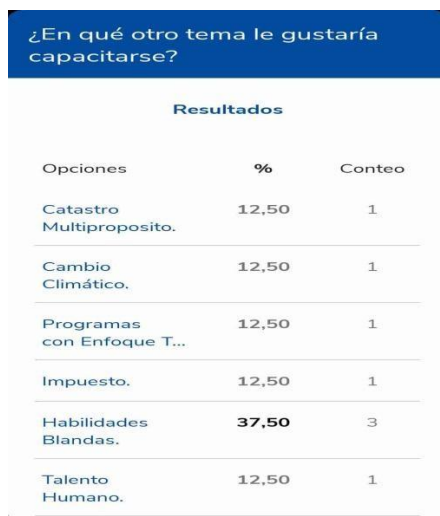 ¿En qué otro tema le gustaría
capacitarse?
Resultados
Opciones % Conteo
Catastro 12,50 1
Multiproposito.
Cambio 12,50 1
Climático.
Programas 12,50 1
con Enfoque T...
Impuesto. 12,50 1
Habilidades 37,50 3
Blandas.
Talento 12,50 1
Humano.